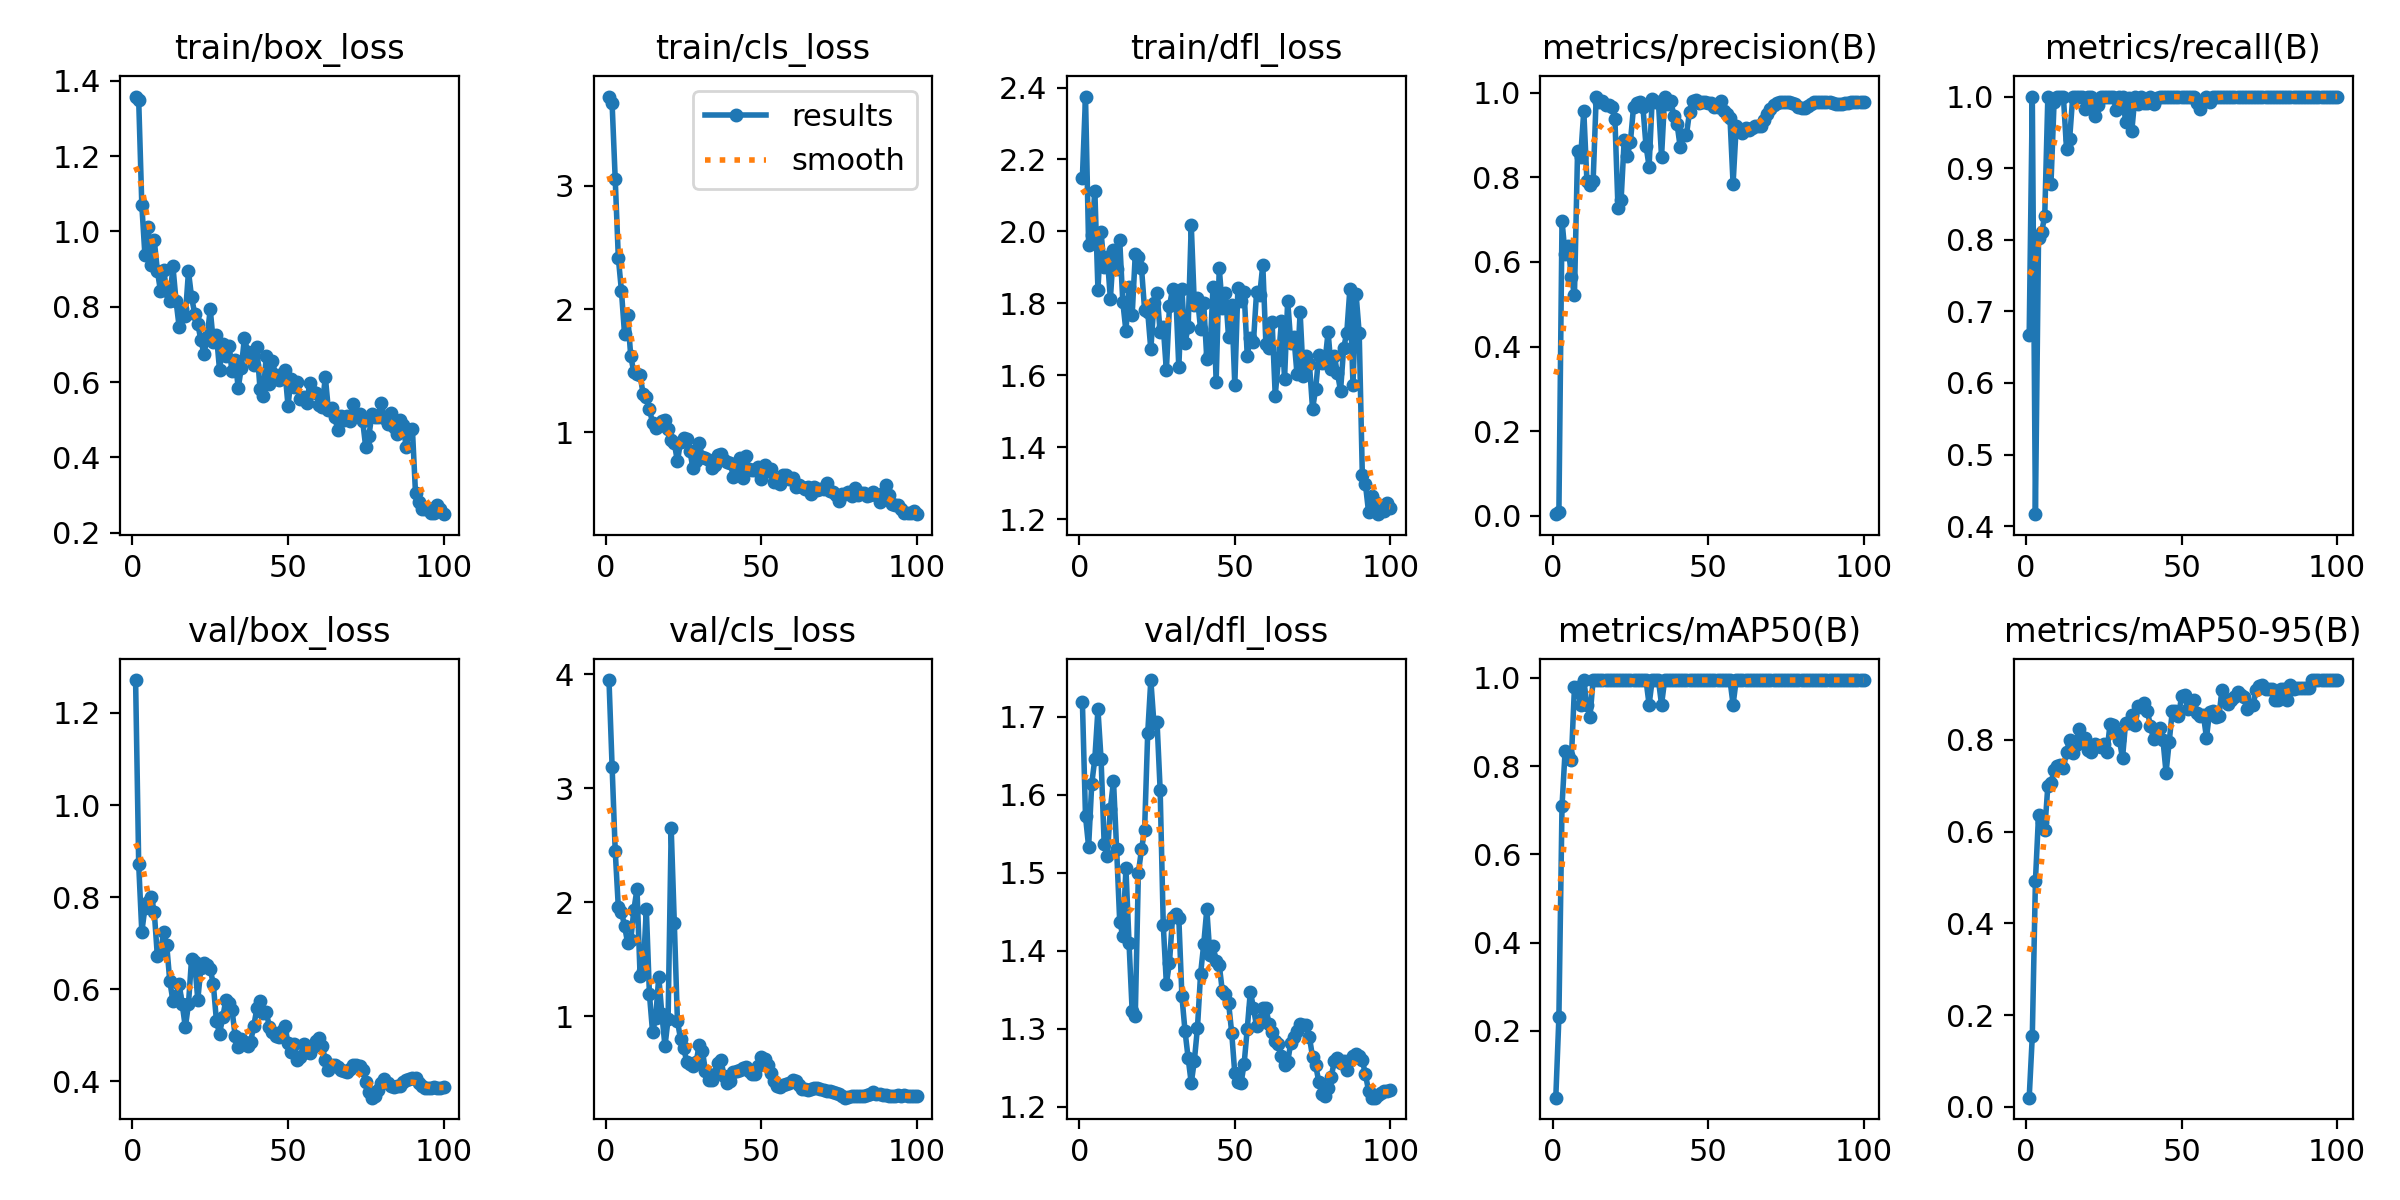 train/box_loss
1.4
1.2
1.0
0.8
0.6
0.4
0.2
0 50 100
train/cls_loss
results
smooth
3
2
1
0 50 100
train/dfl_loss
2.4
2.2
2.0
1.8
1.6
1.4
1.2
0 50 100
metrics/precision(B)
1.0
0.8
0.6
0.4
0.2
0.0
0 50 100
metrics/recall(B)
1.0
0.9
0.8
0.7
0.6
0.5
0.4
0 50 100
val/box_loss
1.2
1.0
0.8
0.6
0.4
0 50 100
val/cls_loss
4
3
2
1
0 50 100
val/dfl_loss
1.7
1.6
1.5
1.4
1.3
1.2
0 50 100
metrics/mAP50(B)
1.0
0.8
0.6
0.4
0.2
0 50 100
metrics/mAP50-95(B)
0.8
0.6
0.4
0.2
0.0
0 50 100